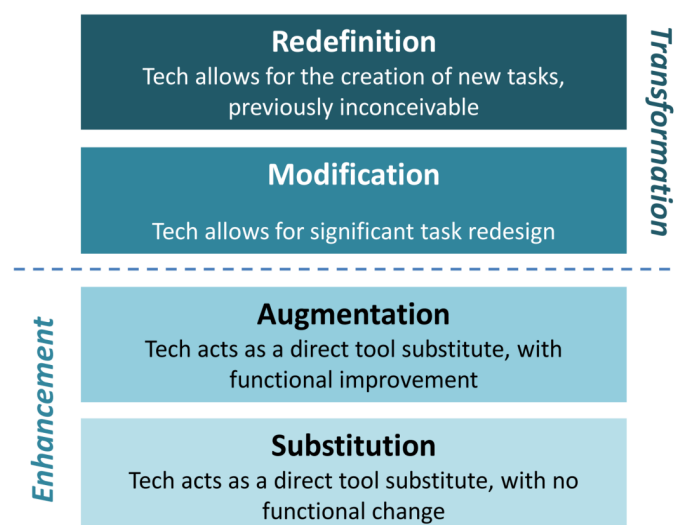 Redefinition
Tech allows for the creation of new tasks,
previously inconceivable
Transformation
Modification
Tech allows for significant task redesign
Enhancement
Augmentation
Tech acts as a direct tool substitute, with
functional improvement
Substitution
Tech acts as a direct tool substitute, with no
functional change